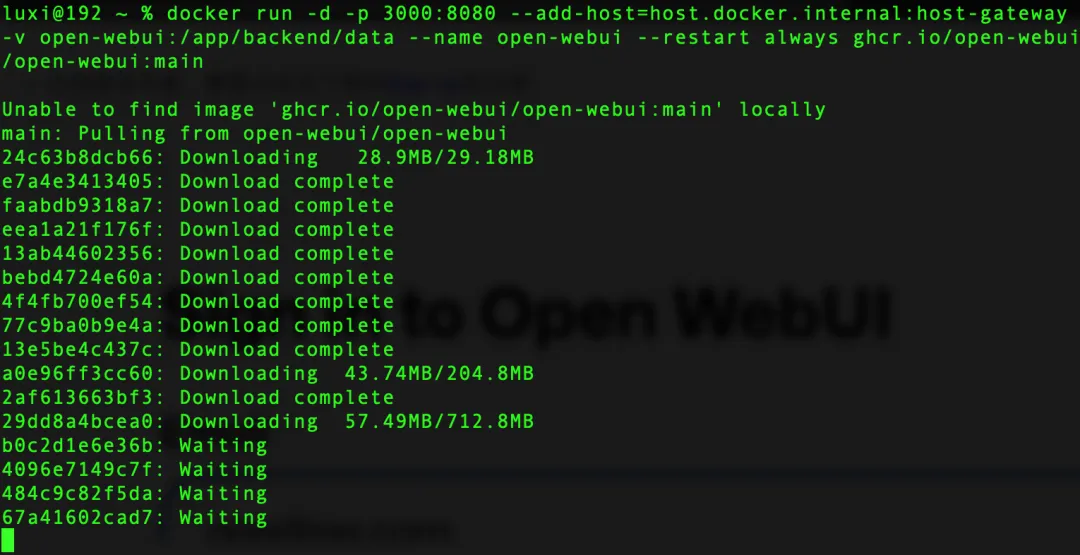 luxi@192 ~ % docker run -d -p 3000:8080 --add-host=host.docker.internal:host-gateway
-v open-webui:/app/backend/data --name open-webui --restart always ghcr.io/open-webui
/open-webui:main
Unable to find image 'ghcr.io/open-webui/open-webui:main' locally
main: Pulling from open-webui/open-webui
24c63b8dcb66: Downloading   28.9MB/29.18MB
e7a4e3413405: Download complete
faabdb9318a7: Download complete
eea1a21f176f: Download complete
13ab44602356: Download complete
bebd4724e60a: Download complete
4f4fb700ef54: Download complete
77c9ba0b9e4a: Download complete
13e5be4c437c: Download complete
a0e96ff3cc60: Downloading  43.74MB/204.8MB
2af613663bf3: Download complete
29dd8a4bcea0: Downloading  57.49MB/712.8MB
b0c2d1e6e36b: Waiting
4096e7149c7f: Waiting
484c9c82f5da: Waiting
67a41602cad7: Waiting
to Open WebUI